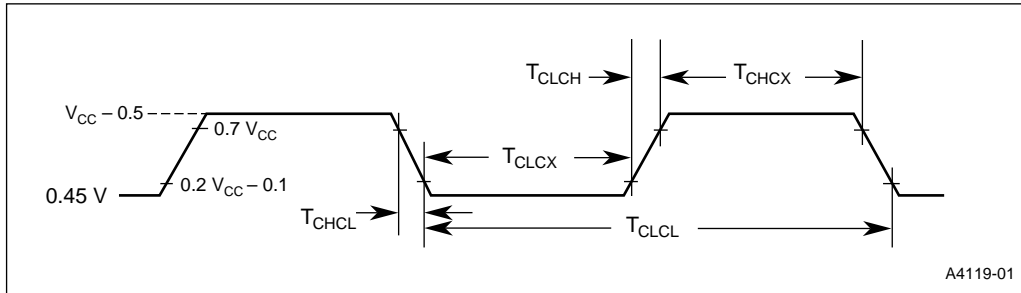 T_CLCH
T_CHCX
V_CC – 0.5
0.7 V_CC
T_CLCX
0.2 V_CC – 0.1
0.45 V
T_CHCL
T_CLCL
A4119-01